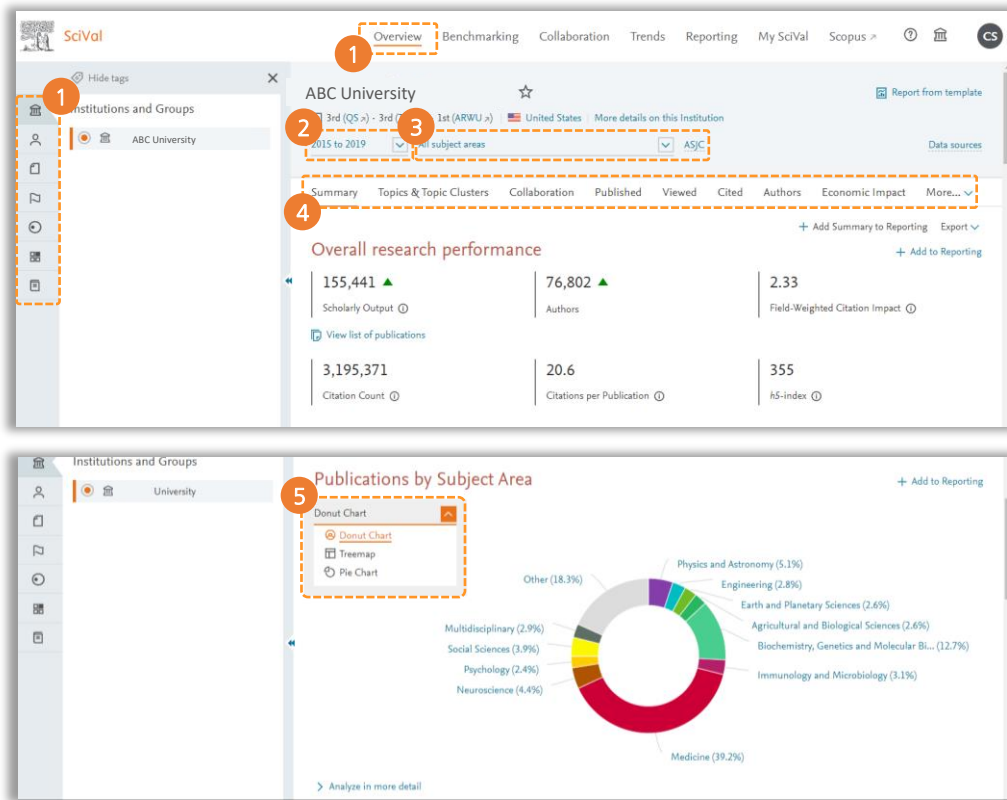 SciVal
Overview Benchmarking Collaboration Trends Reporting My SciVal Scopus CS
1
Hide tags
1
Institutions and Groups
ABC University
ABC University
Report from template
3rd (QS) - 3rd 1st (ARWU) United States More details on this Institution
2 3
2015 to 2019 All subject areas ASJC Data sources
Summary Topics & Topic Clusters Collaboration Published Viewed Cited Authors Economic Impact More...
4
+ Add Summary to Reporting Export
Overall research performance
+ Add to Reporting
155,441 76,802 2.33
Scholarly Output Authors Field-Weighted Citation Impact
View list of publications
3,195,371 20.6 355
Citation Count Citations per Publication h5-index
Institutions and Groups
University
Publications by Subject Area
+ Add to Reporting
5
Donut Chart
Donut Chart
Treemap
Pie Chart
Physics and Astronomy (5.1%)
Other (18.3%)
Engineering (2.8%)
Earth and Planetary Sciences (2.6%)
Agricultural and Biological Sciences (2.6%)
Multidisciplinary (2.9%)
Biochemistry, Genetics and Molecular Bi... (12.7%)
Social Sciences (3.9%)
Psychology (2.4%)
Immunology and Microbiology (3.1%)
Neuroscience (4.4%)
Medicine (39.2%)
Analyze in more detail